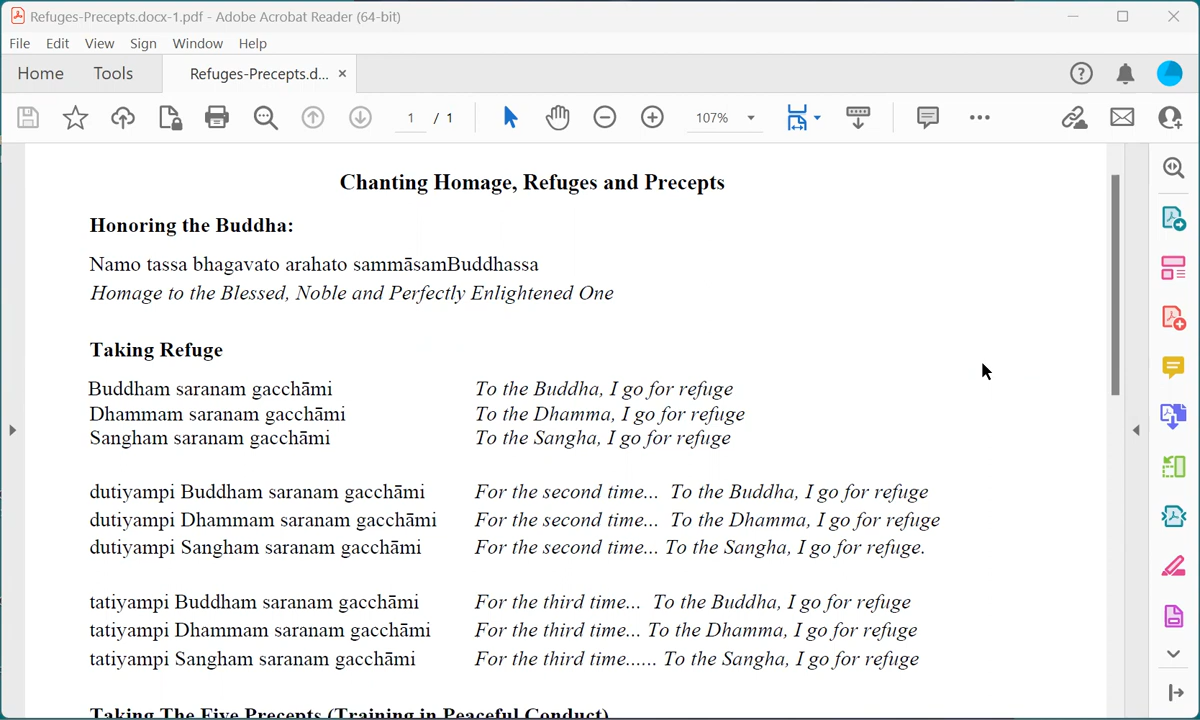 Refuges-Precepts.docx-1.pdf - Adobe Acrobat Reader (64-bit)
File Edit View Sign Window Help
Home Tools Refuges-Precepts.d... ×
1 / 1 107%
Chanting Homage, Refuges and Precepts
Honoring the Buddha:
Namo tassa bhagavato arahato sammāsamBuddhassa
Homage to the Blessed, Noble and Perfectly Enlightened One
Taking Refuge
Buddham saranam gacchāmi To the Buddha, I go for refuge
Dhammam saranam gacchāmi To the Dhamma, I go for refuge
Sangham saranam gacchāmi To the Sangha, I go for refuge
dutiyampi Buddham saranam gacchāmi For the second time... To the Buddha, I go for refuge
dutiyampi Dhammam saranam gacchāmi For the second time... To the Dhamma, I go for refuge
dutiyampi Sangham saranam gacchāmi For the second time... To the Sangha, I go for refuge.
tatiyampi Buddham saranam gacchāmi For the third time... To the Buddha, I go for refuge
tatiyampi Dhammam saranam gacchāmi For the third time... To the Dhamma, I go for refuge
tatiyampi Sangham saranam gacchāmi For the third time...... To the Sangha, I go for refuge
Taking The Five Precepts (Training in Peaceful Conduct)